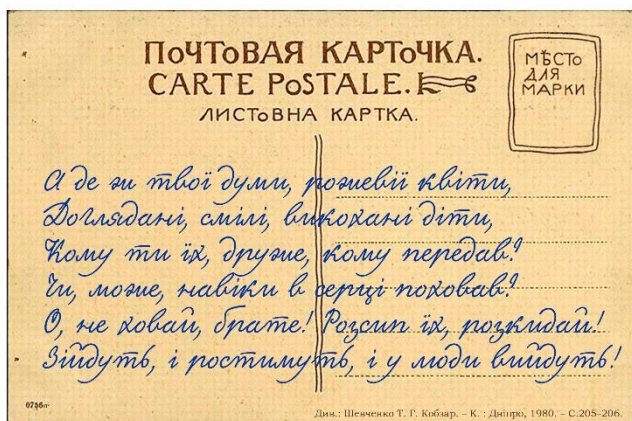 ПОЧТОВАЯ КАРТОЧКА.
CARTE POSTALE.
ЛИСТОВНА КАРТКА.
МѢСТО
ДЛЯ
МАРКИ
А де ж твої думи, рожевії квіти,
Доглядані, смілі, викохані діти,
Кому ти їх, друже, кому передав?
Чи, може, навіки в серці поховав?
О, не ховай, брате! Розсип їх, розкидай!
Зійдуть, і ростимуть, і у люди вийдуть!
Див.: Шевченко Т. Г. Кобзар. – К. : Дніпро, 1980. – С.205-206.